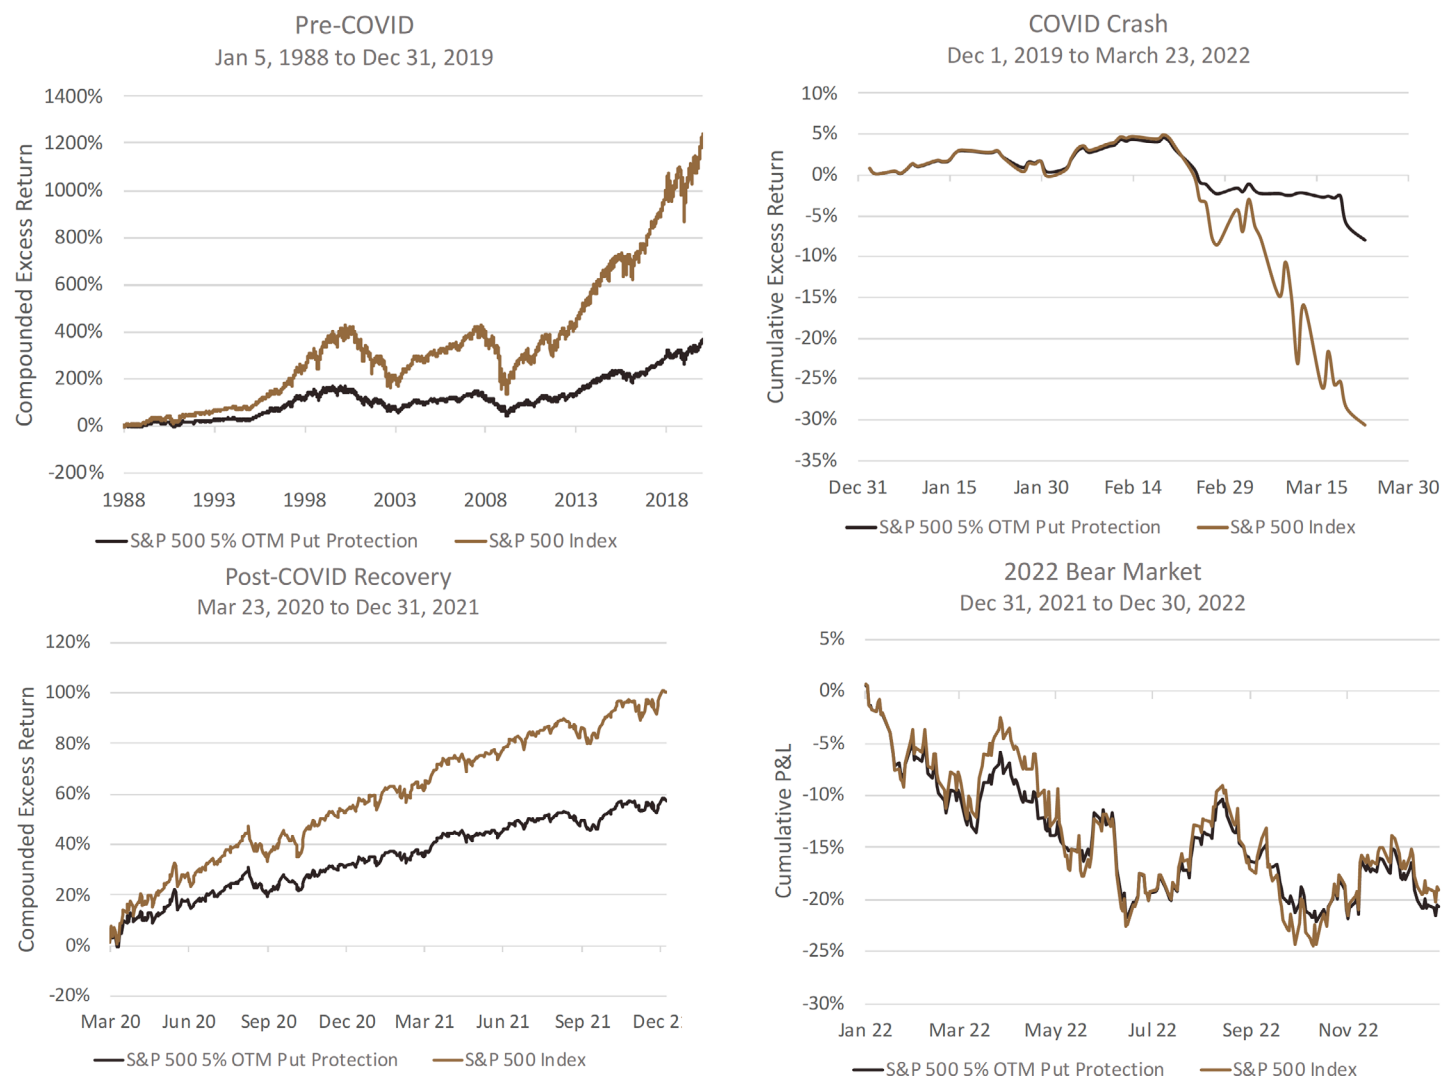 Pre-COVID
Jan 5, 1988 to Dec 31, 2019
1400%
1200%
1000%
800%
600%
400%
200%
0%
-200%
Compounded Excess Return
1988 1993 1998 2003 2008 2013 2018
S&P 500 5% OTM Put Protection S&P 500 Index
COVID Crash
Dec 1, 2019 to March 23, 2022
10%
5%
0%
-5%
-10%
-15%
-20%
-25%
-30%
-35%
Cumulative Excess Return
Dec 31 Jan 15 Jan 30 Feb 14 Feb 29 Mar 15 Mar 30
S&P 500 5% OTM Put Protection S&P 500 Index
Post-COVID Recovery
Mar 23, 2020 to Dec 31, 2021
120%
100%
80%
60%
40%
20%
0%
-20%
Compounded Excess Return
Mar 20 Jun 20 Sep 20 Dec 20 Mar 21 Jun 21 Sep 21 Dec 2
S&P 500 5% OTM Put Protection S&P 500 Index
2022 Bear Market
Dec 31, 2021 to Dec 30, 2022
5%
0%
-5%
-10%
-15%
-20%
-25%
-30%
Cumulative P&L
Jan 22 Mar 22 May 22 Jul 22 Sep 22 Nov 22
S&P 500 5% OTM Put Protection S&P 500 Index